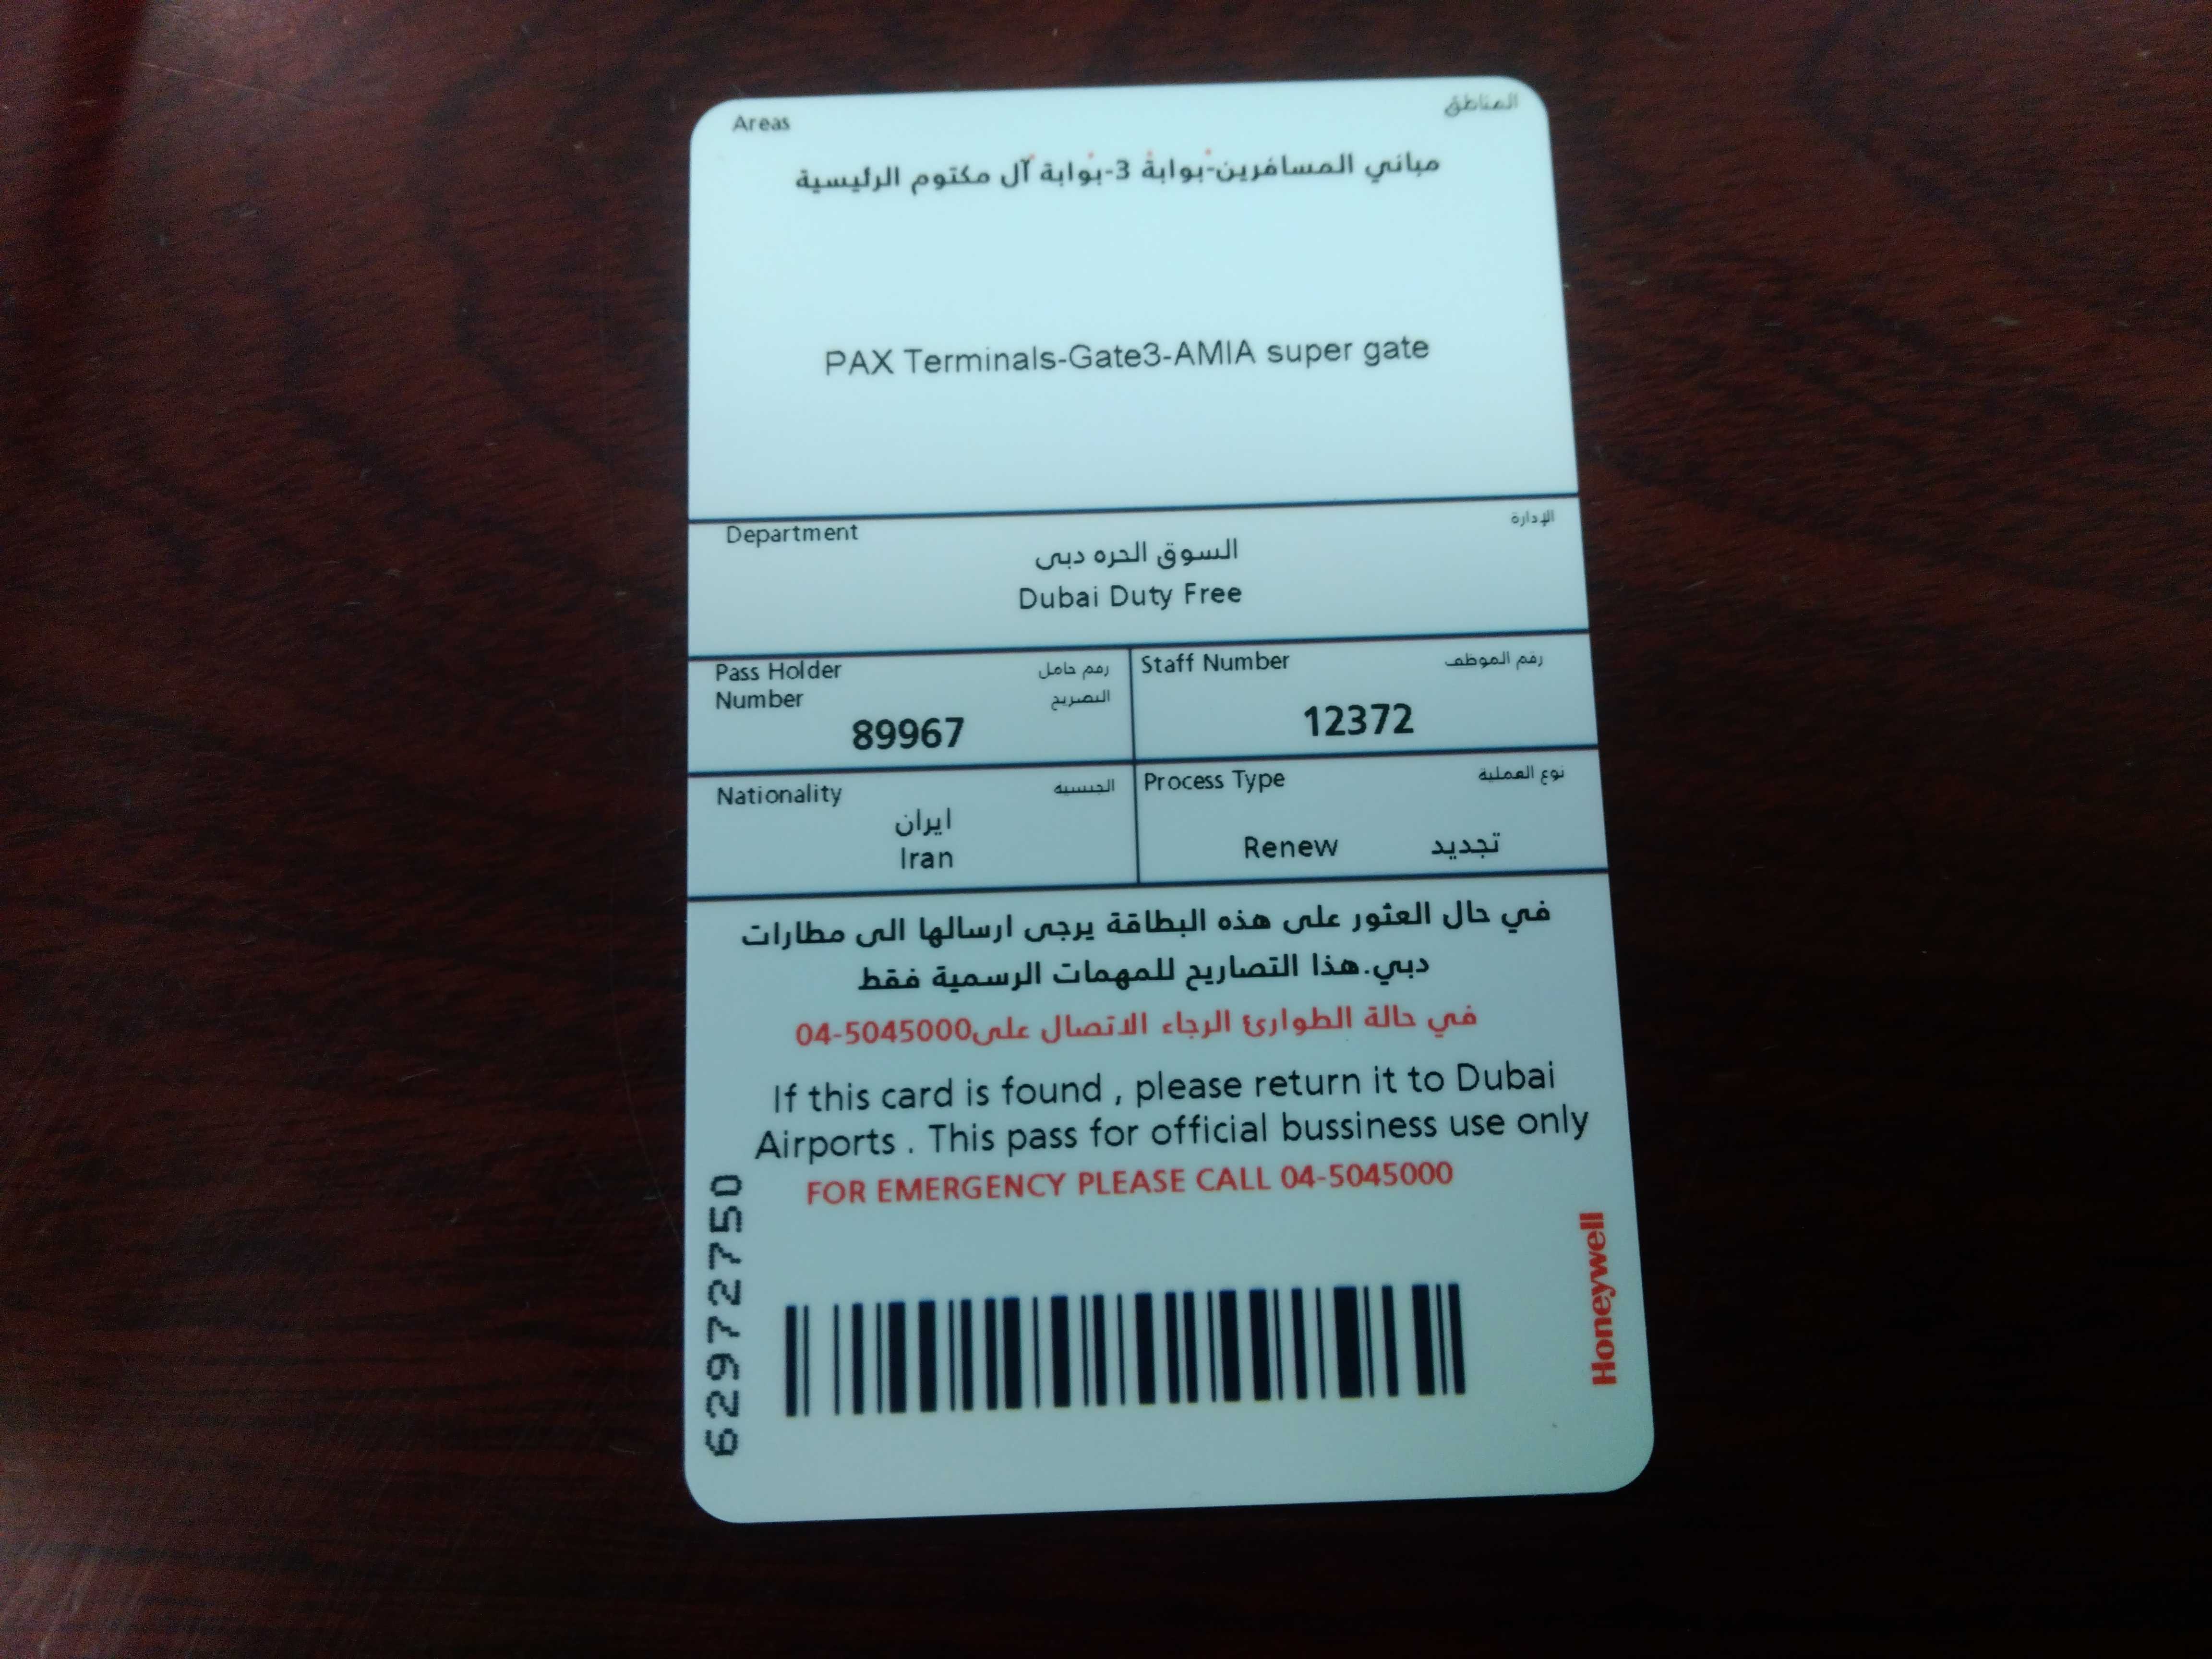 Areas المناطق
مباني المسافرين-بوابة 3-بوابة آل مكتوم الرئيسية
PAX Terminals-Gate3-AMIA super gate
Department الإدارة
السوق الحره دبى
Dubai Duty Free
Pass Holder رقم حامل
Number التصريح
89967
Staff Number رقم الموظف
12372
Nationality الجنسية
ايران
Iran
Process Type نوع العملية
Renew تجديد
في حال العثور على هذه البطاقة يرجى ارسالها الى مطارات
دبي.هذا التصاريح للمهمات الرسمية فقط
في حالة الطوارئ الرجاء الاتصال على04-5045000
If this card is found , please return it to Dubai
Airports . This pass for official bussiness use only
FOR EMERGENCY PLEASE CALL 04-5045000
62972750
Honeywell